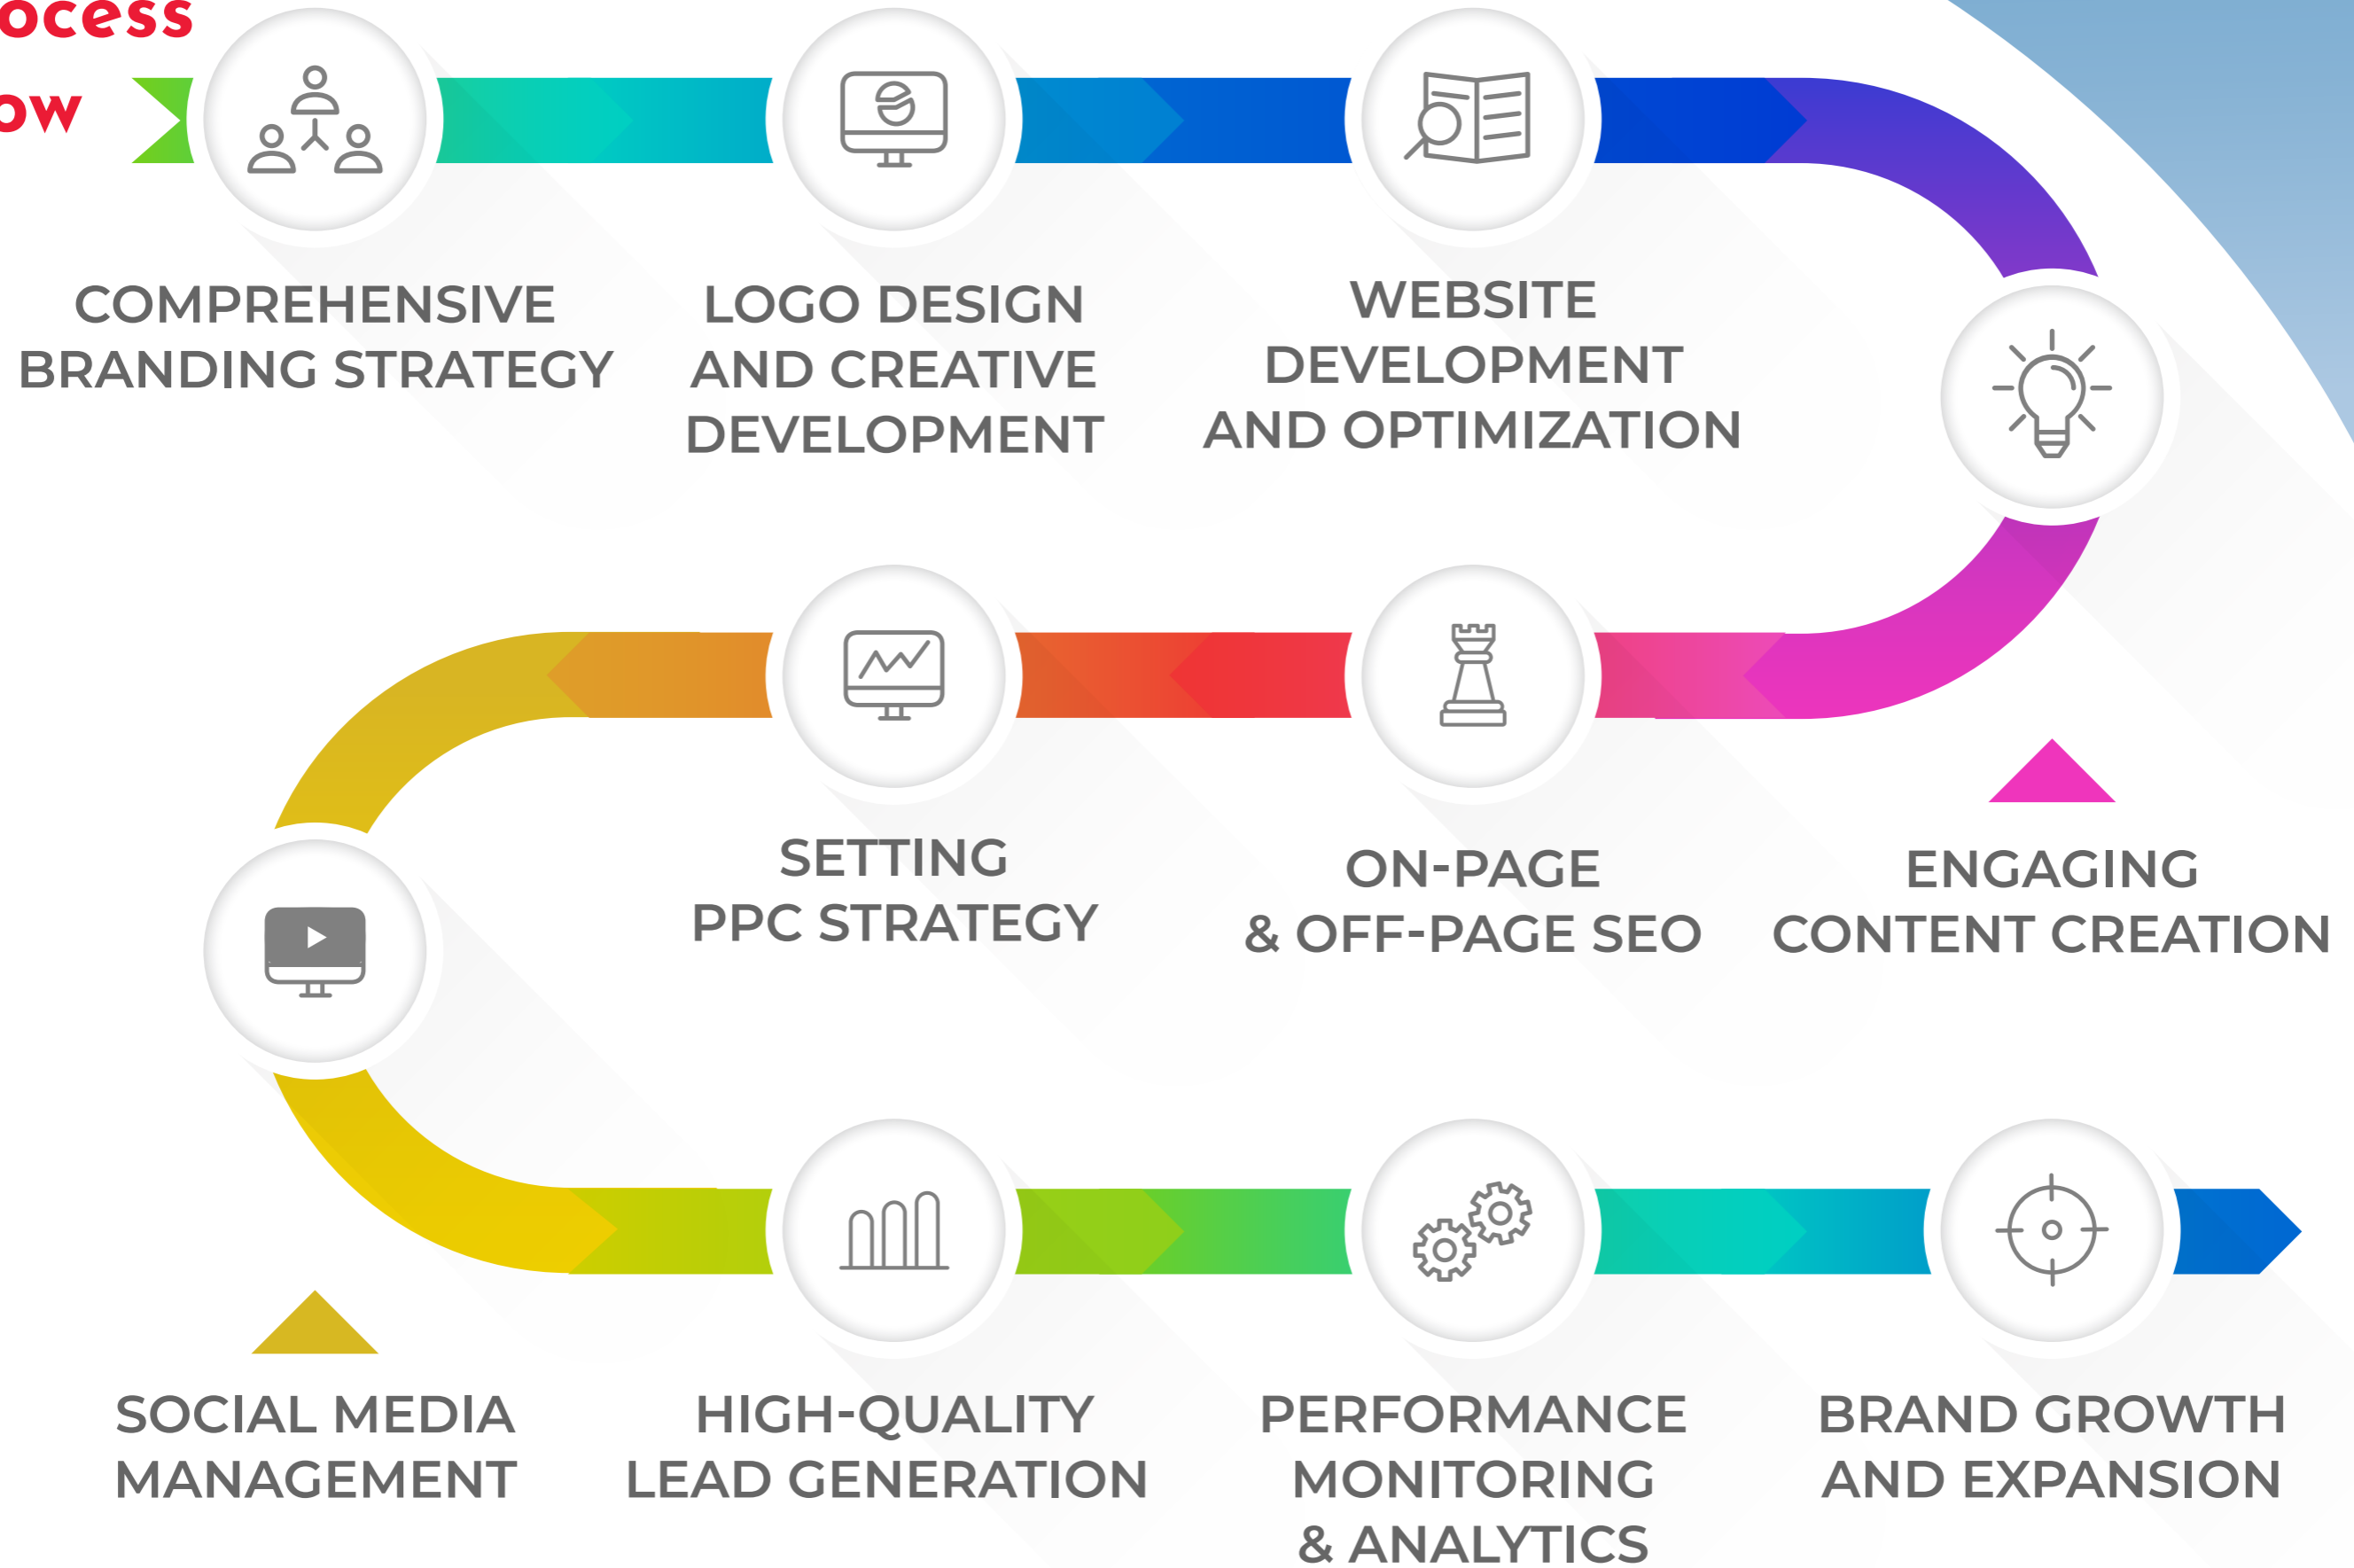 ocess
ow
COMPREHENSIVE
BRANDING STRATEGY
LOGO DESIGN
AND CREATIVE
DEVELOPMENT
WEBSITE
DEVELOPMENT
AND OPTIMIZATION
ENGAGING
CONTENT CREATION
ON-PAGE
& OFF-PAGE SEO
SETTING
PPC STRATEGY
SOCIAL MEDIA
MANAGEMENT
HIGH-QUALITY
LEAD GENERATION
PERFORMANCE
MONITORING
& ANALYTICS
BRAND GROWTH
AND EXPANSION